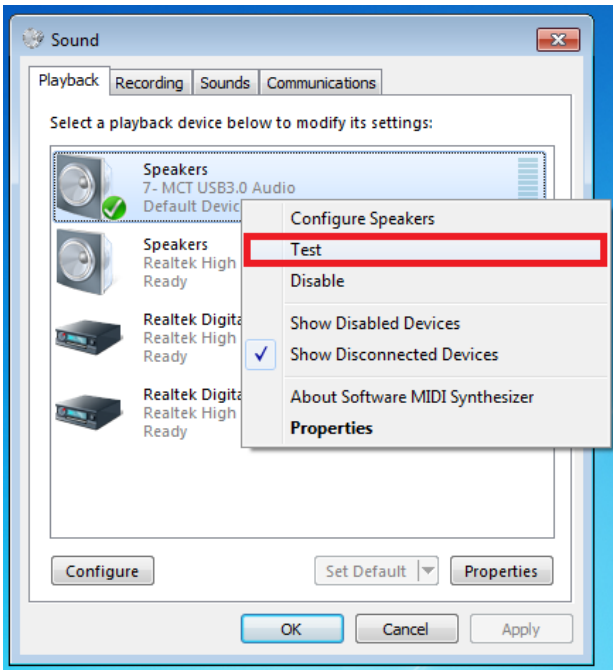 Sound
Playback Recording Sounds Communications
Select a playback device below to modify its settings:
Speakers
7- MCT USB3.0 Audio
Default Devic
Speakers
Realtek High
Ready
Realtek Digita
Realtek High
Ready
Realtek Digita
Realtek High
Ready
Configure Speakers
Test
Disable
Show Disabled Devices
Show Disconnected Devices
About Software MIDI Synthesizer
Properties
Configure Set Default Properties
OK Cancel Apply